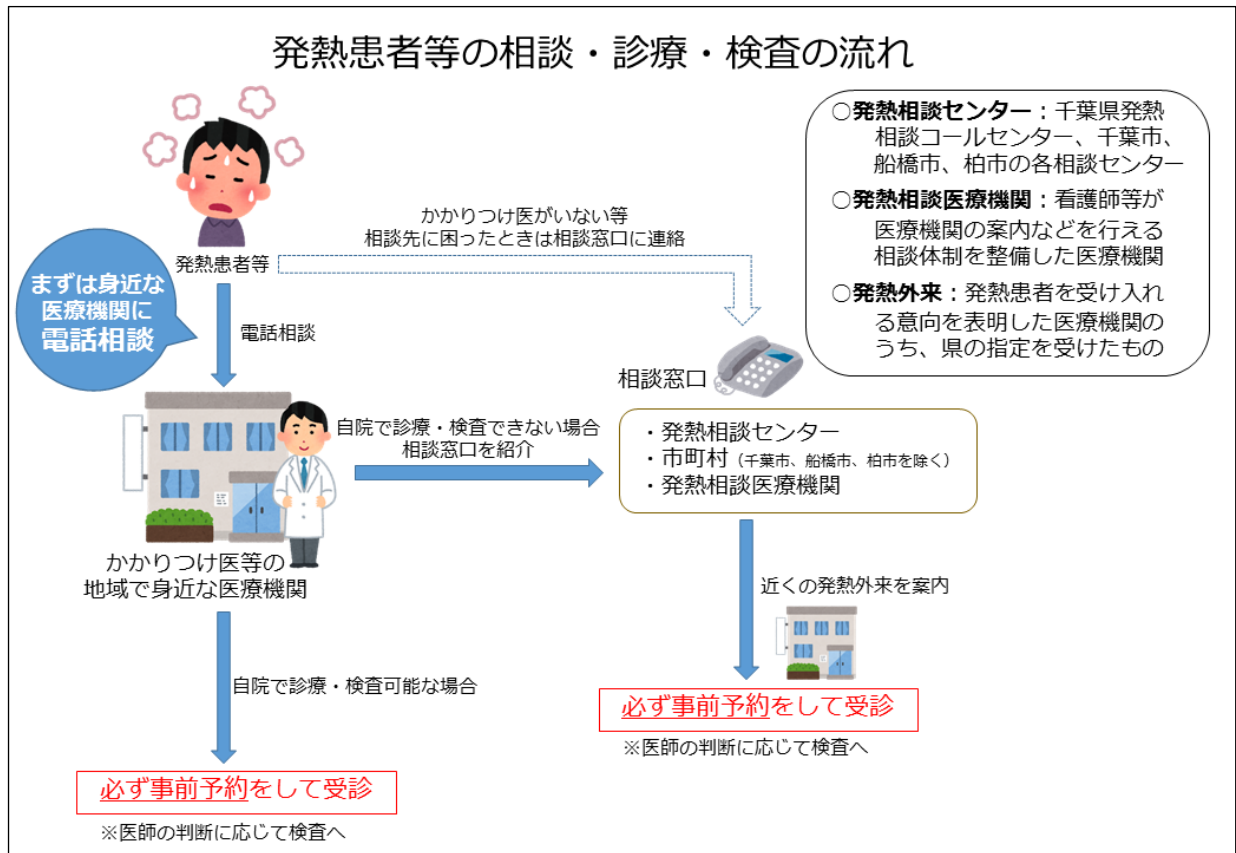 発熱患者等の相談・診療・検査の流れ
○発熱相談センター：千葉県発熱
相談コールセンター、千葉市、
船橋市、柏市の各相談センター
○発熱相談医療機関：看護師等が
医療機関の案内などを行える
相談体制を整備した医療機関
○発熱外来：発熱患者を受け入れ
る意向を表明した医療機関の
うち、県の指定を受けたもの
発熱患者等
かかりつけ医がいない等
相談先に困ったときは相談窓口に連絡
まずは身近な
医療機関に
電話相談
電話相談
かかりつけ医等の
地域で身近な医療機関
自院で診療・検査できない場合
相談窓口を紹介
相談窓口
・発熱相談センター
・市町村（千葉市、船橋市、柏市を除く）
・発熱相談医療機関
近くの発熱外来を案内
必ず事前予約をして受診
※医師の判断に応じて検査へ
自院で診療・検査可能な場合
必ず事前予約をして受診
※医師の判断に応じて検査へ